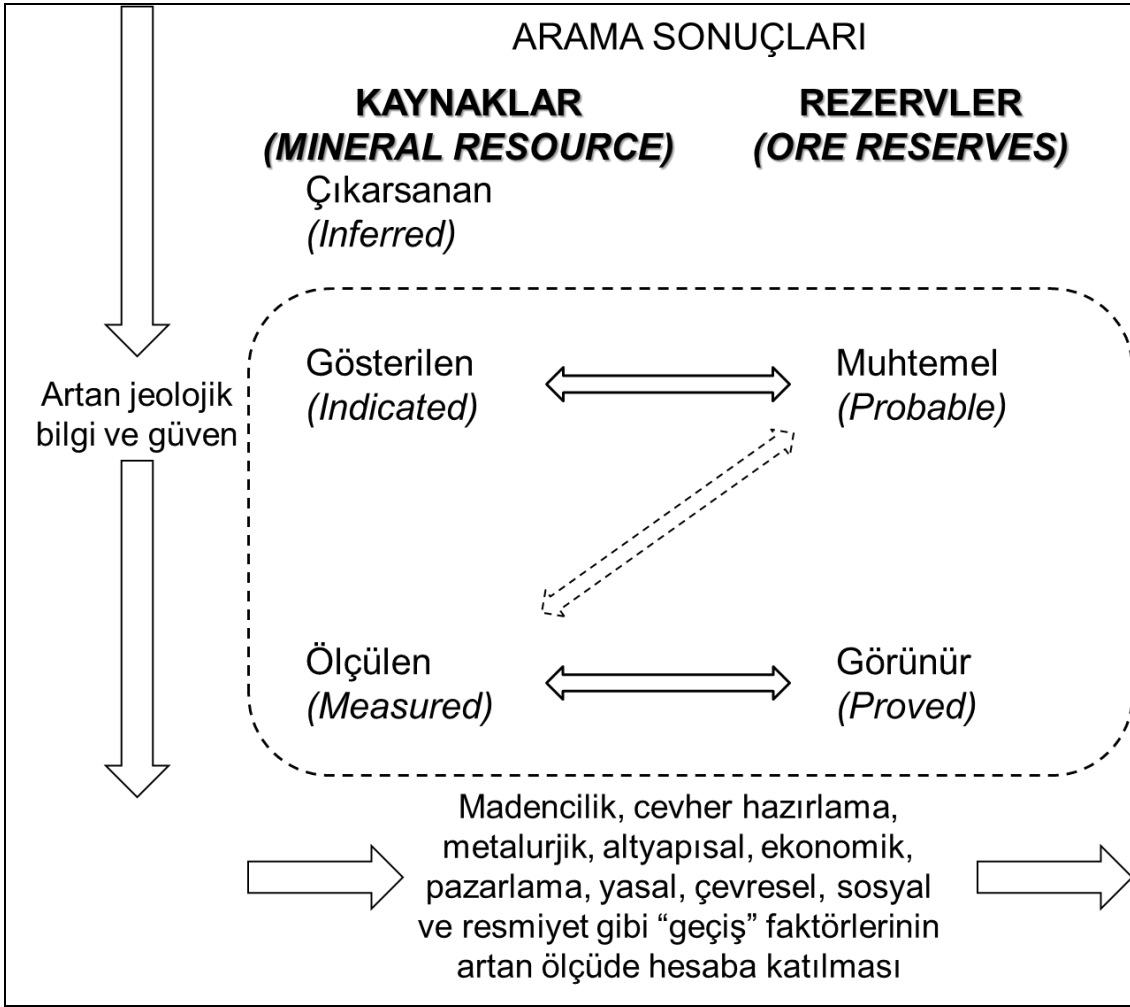 ARAMA SONUÇLARI
KAYNAKLAR
(MINERAL RESOURCE)
REZERVLER
(ORE RESERVES)
Çıkarsanan
(Inferred)
Artan jeolojik
bilgi ve güven
Gösterilen
(Indicated)
Muhtemel
(Probable)
Ölçülen
(Measured)
Görünür
(Proved)
Madencilik, cevher hazırlama,
metalurjik, altyapısal, ekonomik,
pazarlama, yasal, çevresel, sosyal
ve resmiyet gibi “geçiş” faktörlerinin
artan ölçüde hesaba katılması